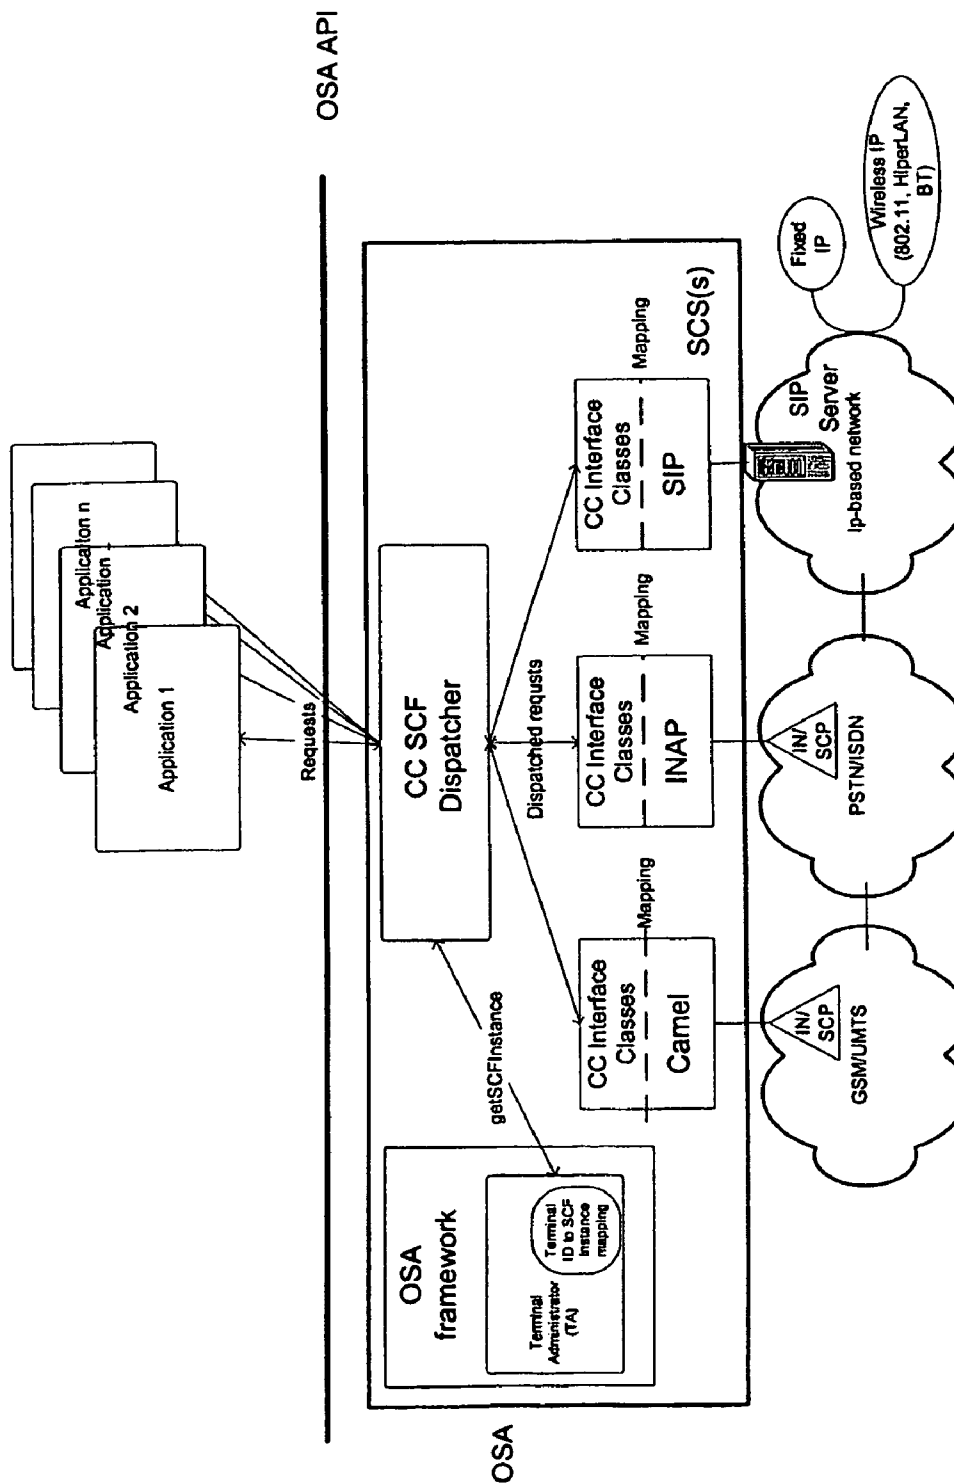 Application n
Application
Application 2
Application 1
Requests
OSA API
OSA
OSA
framework
Terminal
Administrator
(TA)
Terminal
ID to SCF
Instance
mapping
getSCFInstance
CC SCF
Dispatcher
Dispatched requsts
CC Interface
Classes
Mapping
Camel
CC Interface
Classes
Mapping
INAP
CC Interface
Classes
Mapping
SIP
SCS(s)
IN/
SCP
GSM/UMTS
IN/
SCP
PSTN/ISDN
SIP
Server
Ip-based network
Fixed
IP
Wireless IP
(802.11, HiperLAN,
BT)